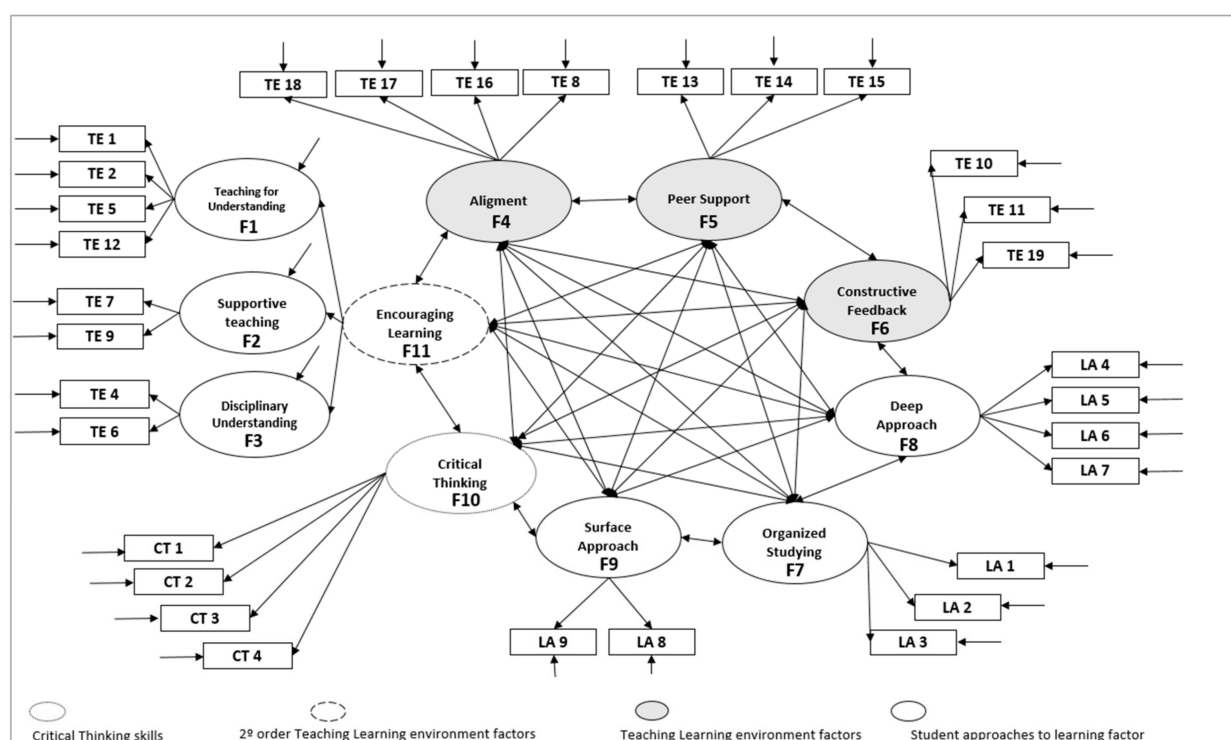 TE 18
TE 17
TE 16
TE 8
TE 13
TE 14
TE 15
TE 1
TE 2
TE 5
TE 12
Teaching for
Understanding
F1
Aligment
F4
Peer Support
F5
TE 10
TE 11
TE 19
TE 7
TE 9
Supportive
teaching
F2
Encouraging
Learning
F11
Constructive
Feedback
F6
TE 4
TE 6
Disciplinary
Understanding
F3
Deep
Approach
F8
LA 4
LA 5
LA 6
LA 7
Critical
Thinking
F10
Surface
Approach
F9
Organized
Studying
F7
CT 1
CT 2
CT 3
CT 4
LA 9
LA 8
LA 1
LA 2
LA 3
Critical Thinking skills
2º order Teaching Learning environment factors
Teaching Learning environment factors
Student approaches to learning factor